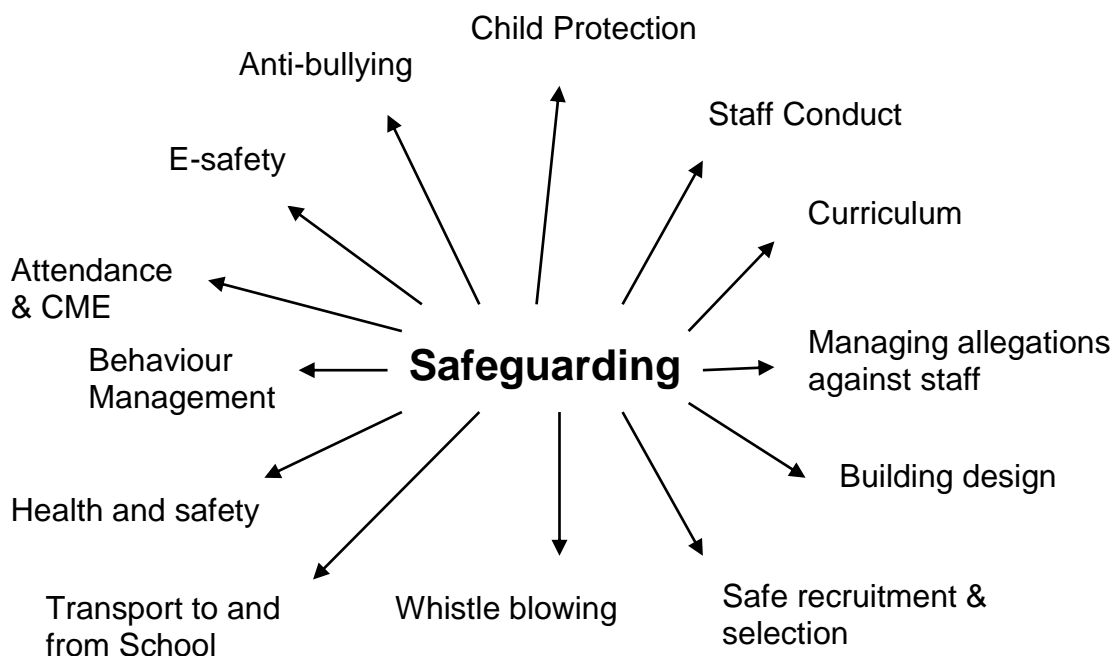 Child Protection
Anti-bullying
Staff Conduct
E-safety
Curriculum
Attendance
& CME
Managing allegations
against staff
Behaviour
Management
Safeguarding
Building design
Health and safety
Transport to and
from School
Whistle blowing
Safe recruitment &
selection